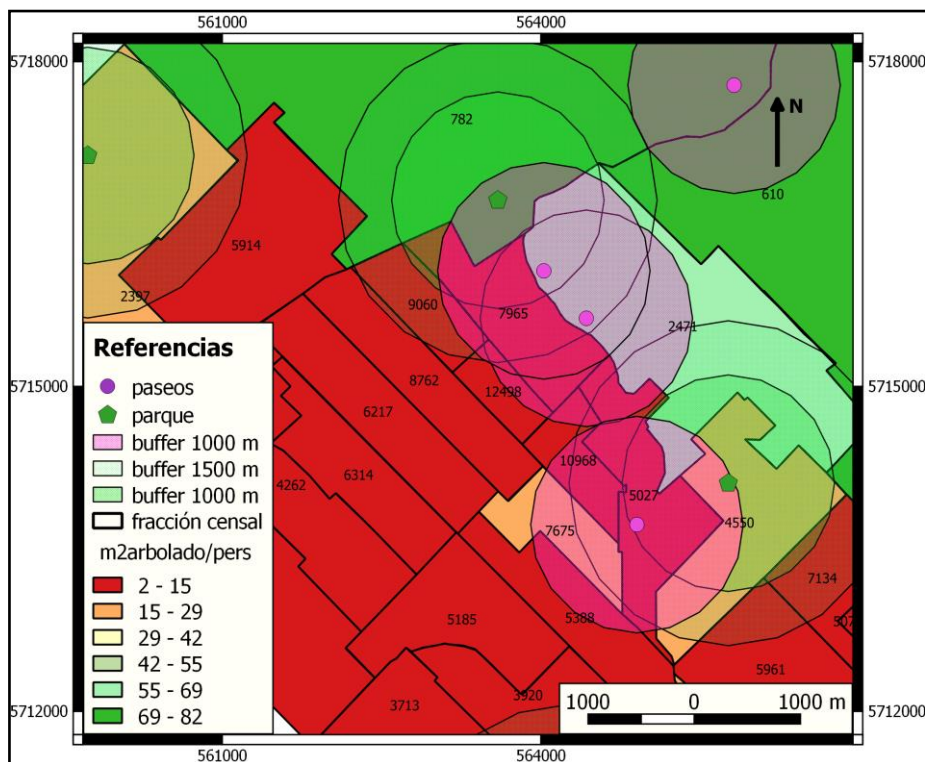 561000 564000
5718000 5718000
N
782
610
5914
2397
9060
7965
2471
8762
12498
6217
6314
4262
10968
5027
4550
7675
7134
5388
5185
5961
3713
3920
5715000 5715000
Referencias
paseos
parque
buffer 1000 m
buffer 1500 m
buffer 1000 m
fracción censal
m2arbolado/pers
2 - 15
15 - 29
29 - 42
42 - 55
55 - 69
69 - 82
1000 0 1000 m
5712000 5712000
561000 564000